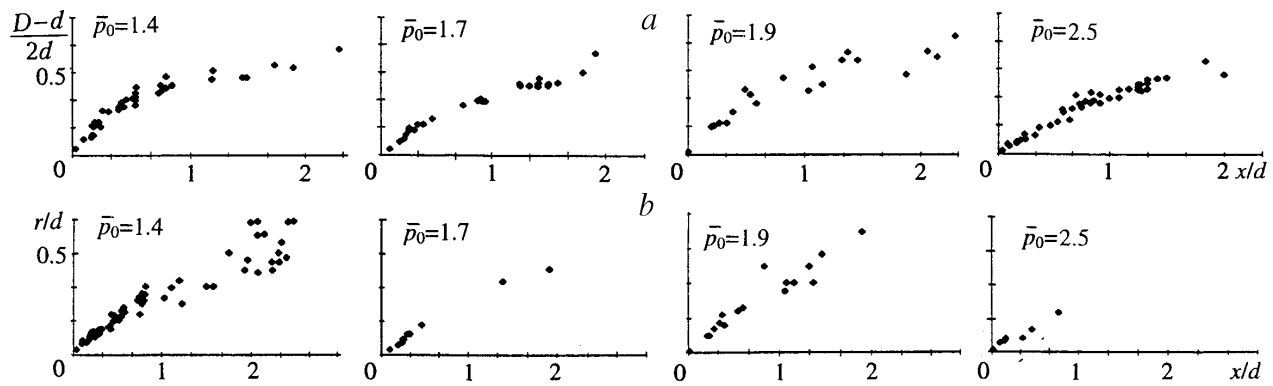 D–d
2d
p̄₀=1.4
p̄₀=1.7
a
p̄₀=1.9
p̄₀=2.5
0.5
0 1 2 0 1 2 0 1 2 0 1 2 x/d
r/d
p̄₀=1.4
p̄₀=1.7
b
p̄₀=1.9
p̄₀=2.5
0.5
0 1 2 0 1 2 0 1 2 0 1 2 x/d